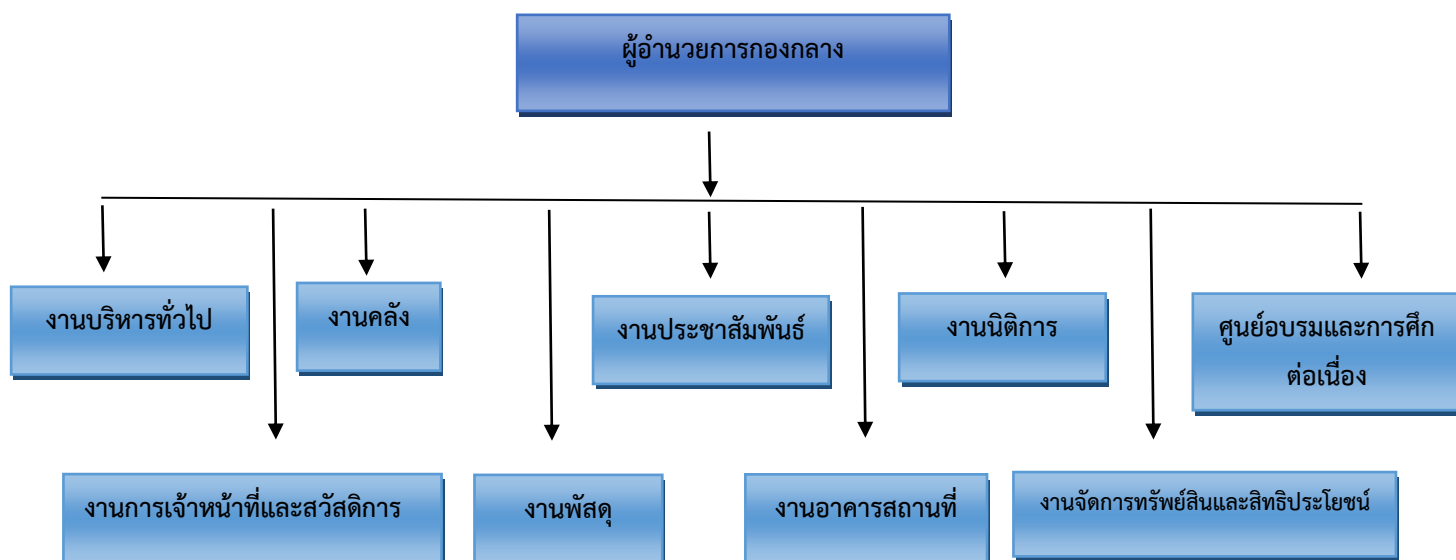 ผู้อำนวยการกองกลาง
งานบริหารทั่วไป
งานคลัง
งานประชาสัมพันธ์
งานนิติการ
ศูนย์อบรมและการศึก
ต่อเนื่อง
งานการเจ้าหน้าที่และสวัสดิการ
งานพัสดุ
งานอาคารสถานที่
งานจัดการทรัพย์สินและสิทธิประโยชน์